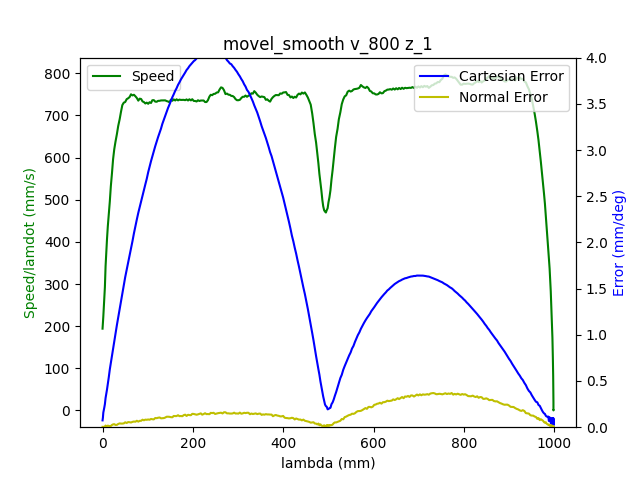 movel_smooth v_800 z_1
Speed
Cartesian Error
Normal Error
Speed/lamdot (mm/s)
800
700
600
500
400
300
200
100
0
4.0
3.5
3.0
2.5
2.0
1.5
1.0
0.5
0.0
Error (mm/deg)
0 200 400 600 800 1000
lambda (mm)